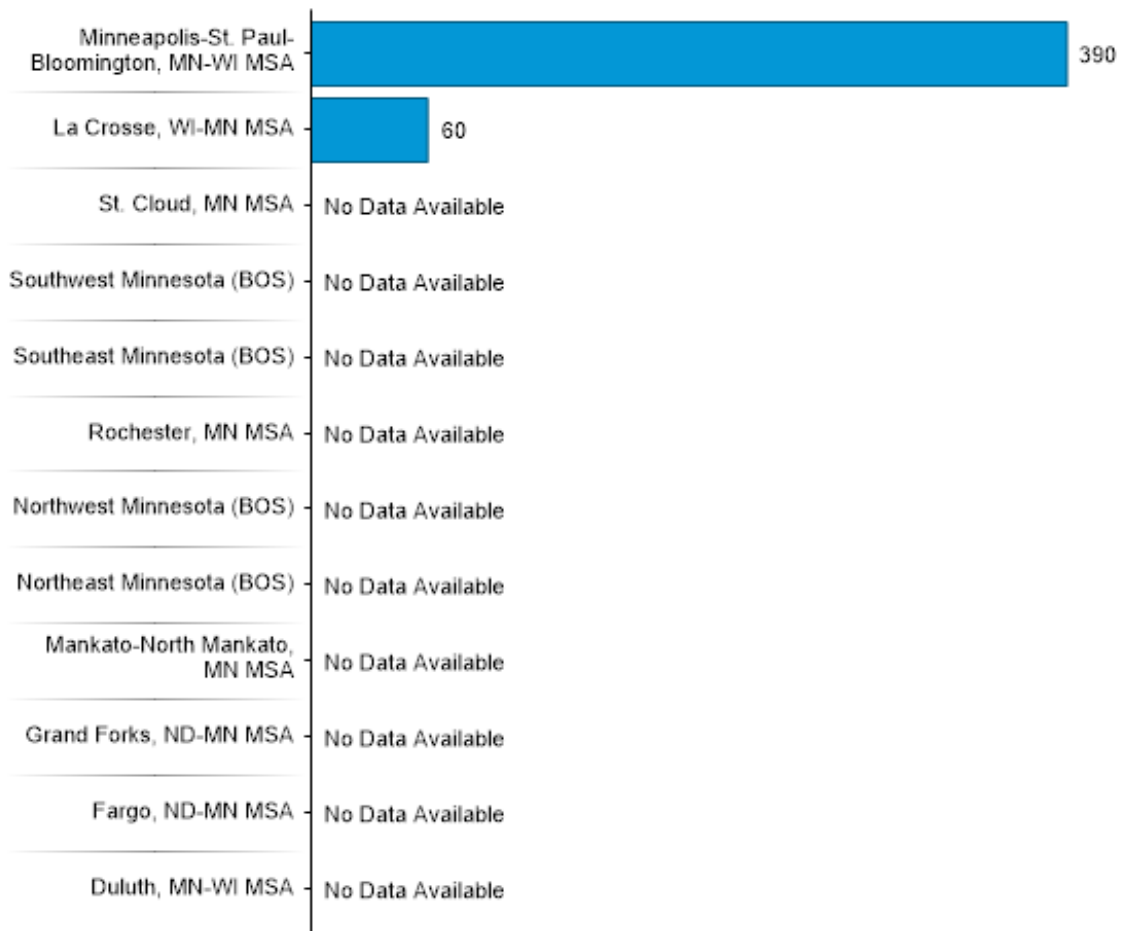 Minneapolis-St. Paul-
Bloomington, MN-WI MSA
390
La Crosse, WI-MN MSA
60
St. Cloud, MN MSA
No Data Available
Southwest Minnesota (BOS)
No Data Available
Southeast Minnesota (BOS)
No Data Available
Rochester, MN MSA
No Data Available
Northwest Minnesota (BOS)
No Data Available
Northeast Minnesota (BOS)
No Data Available
Mankato-North Mankato,
MN MSA
No Data Available
Grand Forks, ND-MN MSA
No Data Available
Fargo, ND-MN MSA
No Data Available
Duluth, MN-WI MSA
No Data Available